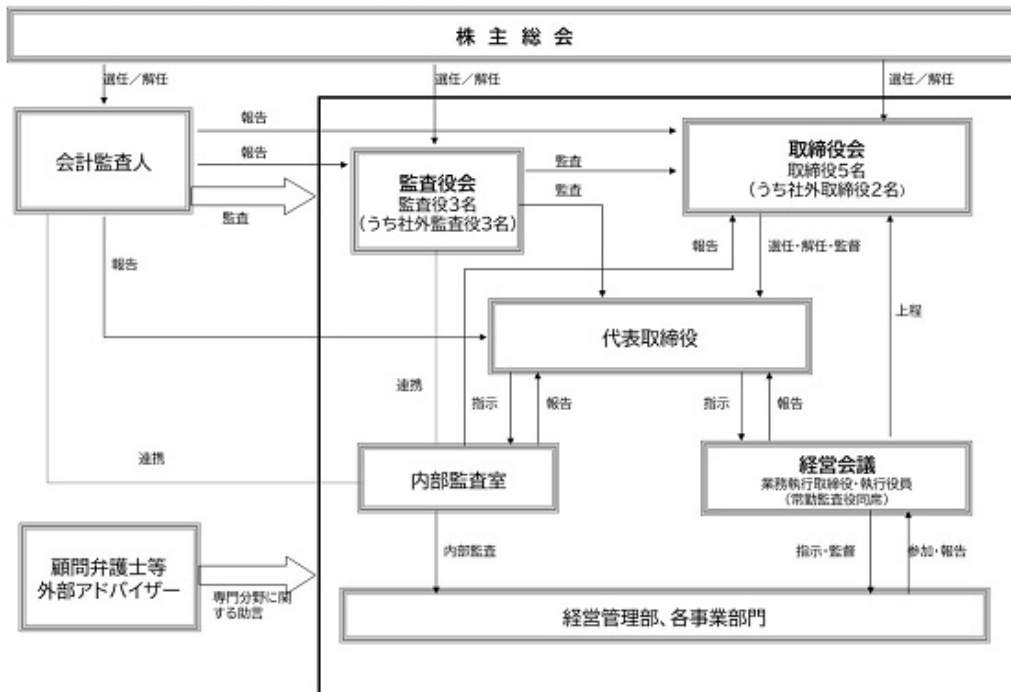 株主総会
選任／解任
選任／解任
選任／解任
会計監査人
報告
報告
監査
報告
監査役会
監査役3名
(うち社外監査役3名)
監査
監査
取締役会
取締役5名
(うち社外取締役2名)
報告
選任・解任・監督
上程
代表取締役
連携
指示
報告
指示
報告
連携
内部監査室
経営会議
業務執行取締役・執行役員
(常勤監査役同席)
顧問弁護士等
外部アドバイザー
専門分野に関
する助言
内部監査
指示・監督
参加・報告
経営管理部、各事業部門